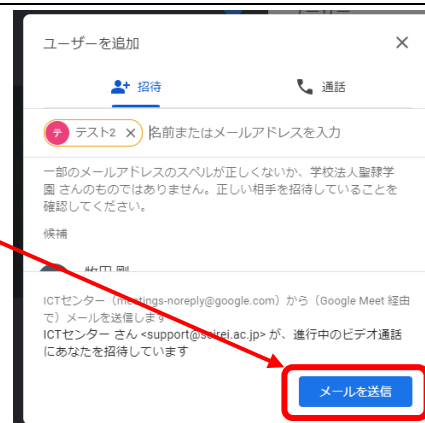 ユーザーを追加
招待
通話
テ テスト2 × 名前またはメールアドレスを入力
一部のメールアドレスのスペルが正しくないか、学校法人聖隷学
園 さんのものではありません。正しい相手を招待していることを
確認してください。
候補
ICTセンター（meetings-noreply@google.com）から（Google Meet 経由
で）メールを送信します
ICTセンター さん <support@seirei.ac.jp> が、進行中のビデオ通話
にあなたを招待しています
メールを送信